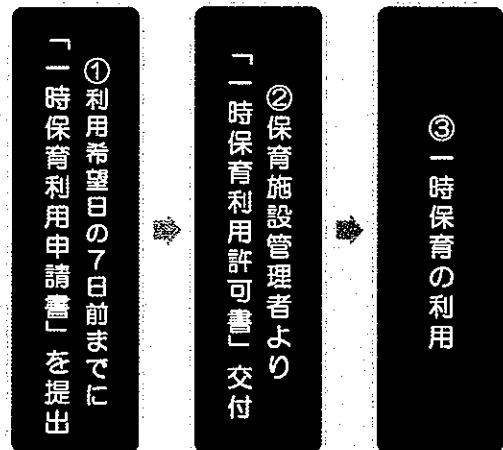 ①利用希望日の7日前までに
「一時保育利用申請書」を提出
②保育施設管理者より
「一時保育利用許可書」交付
③一時保育の利用